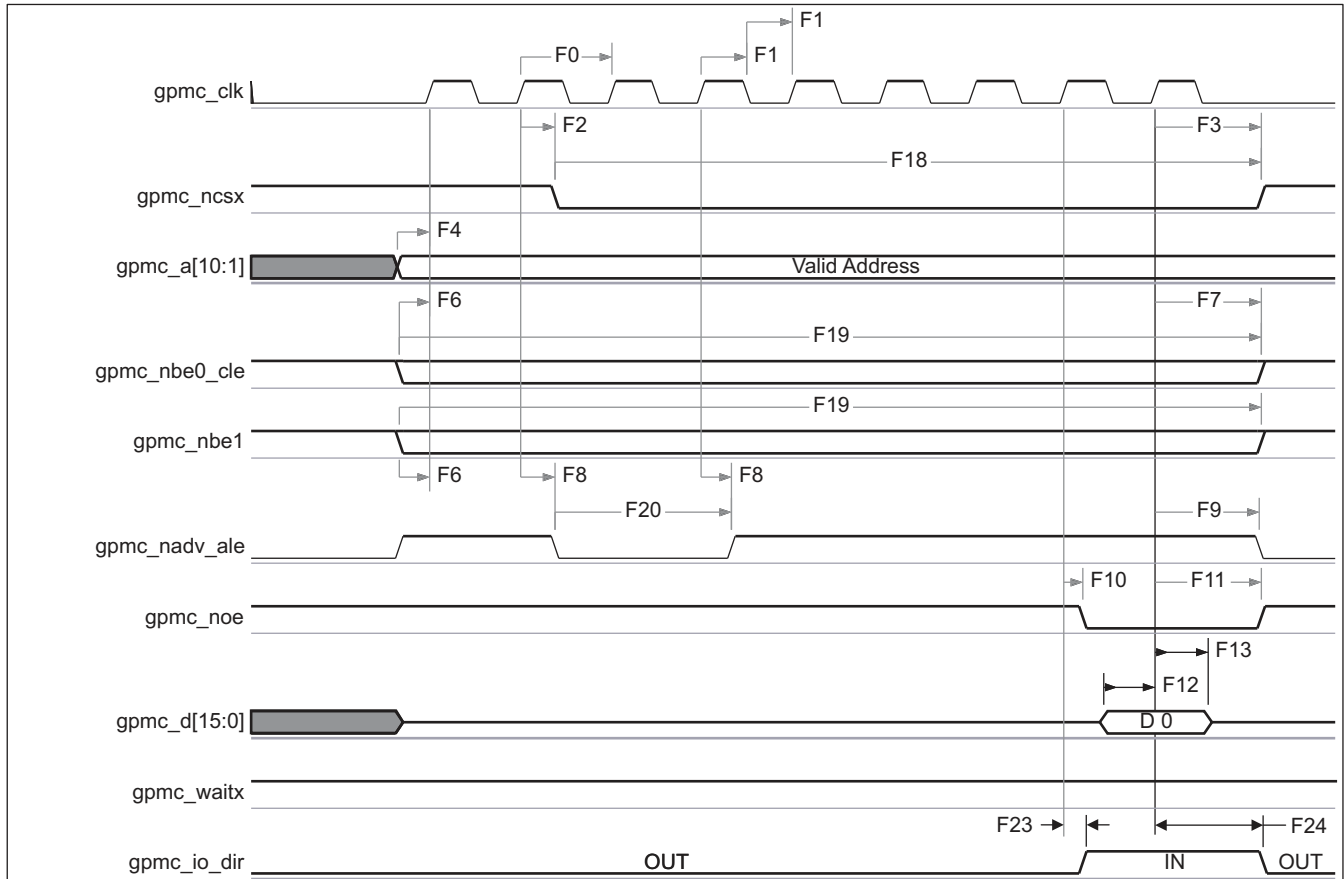 F1
F0 F1
gpmc_clk
F2 F3
F18
gpmc_ncsx
F4
gpmc_a[10:1] Valid Address
F6 F7
F19
gpmc_nbe0_cle
F19
gpmc_nbe1
F6 F8 F8
F20 F9
gpmc_nadv_ale
F10 F11
gpmc_noe
F13
F12
gpmc_d[15:0] D 0
gpmc_waitx
F23 F24
gpmc_io_dir OUT IN OUT